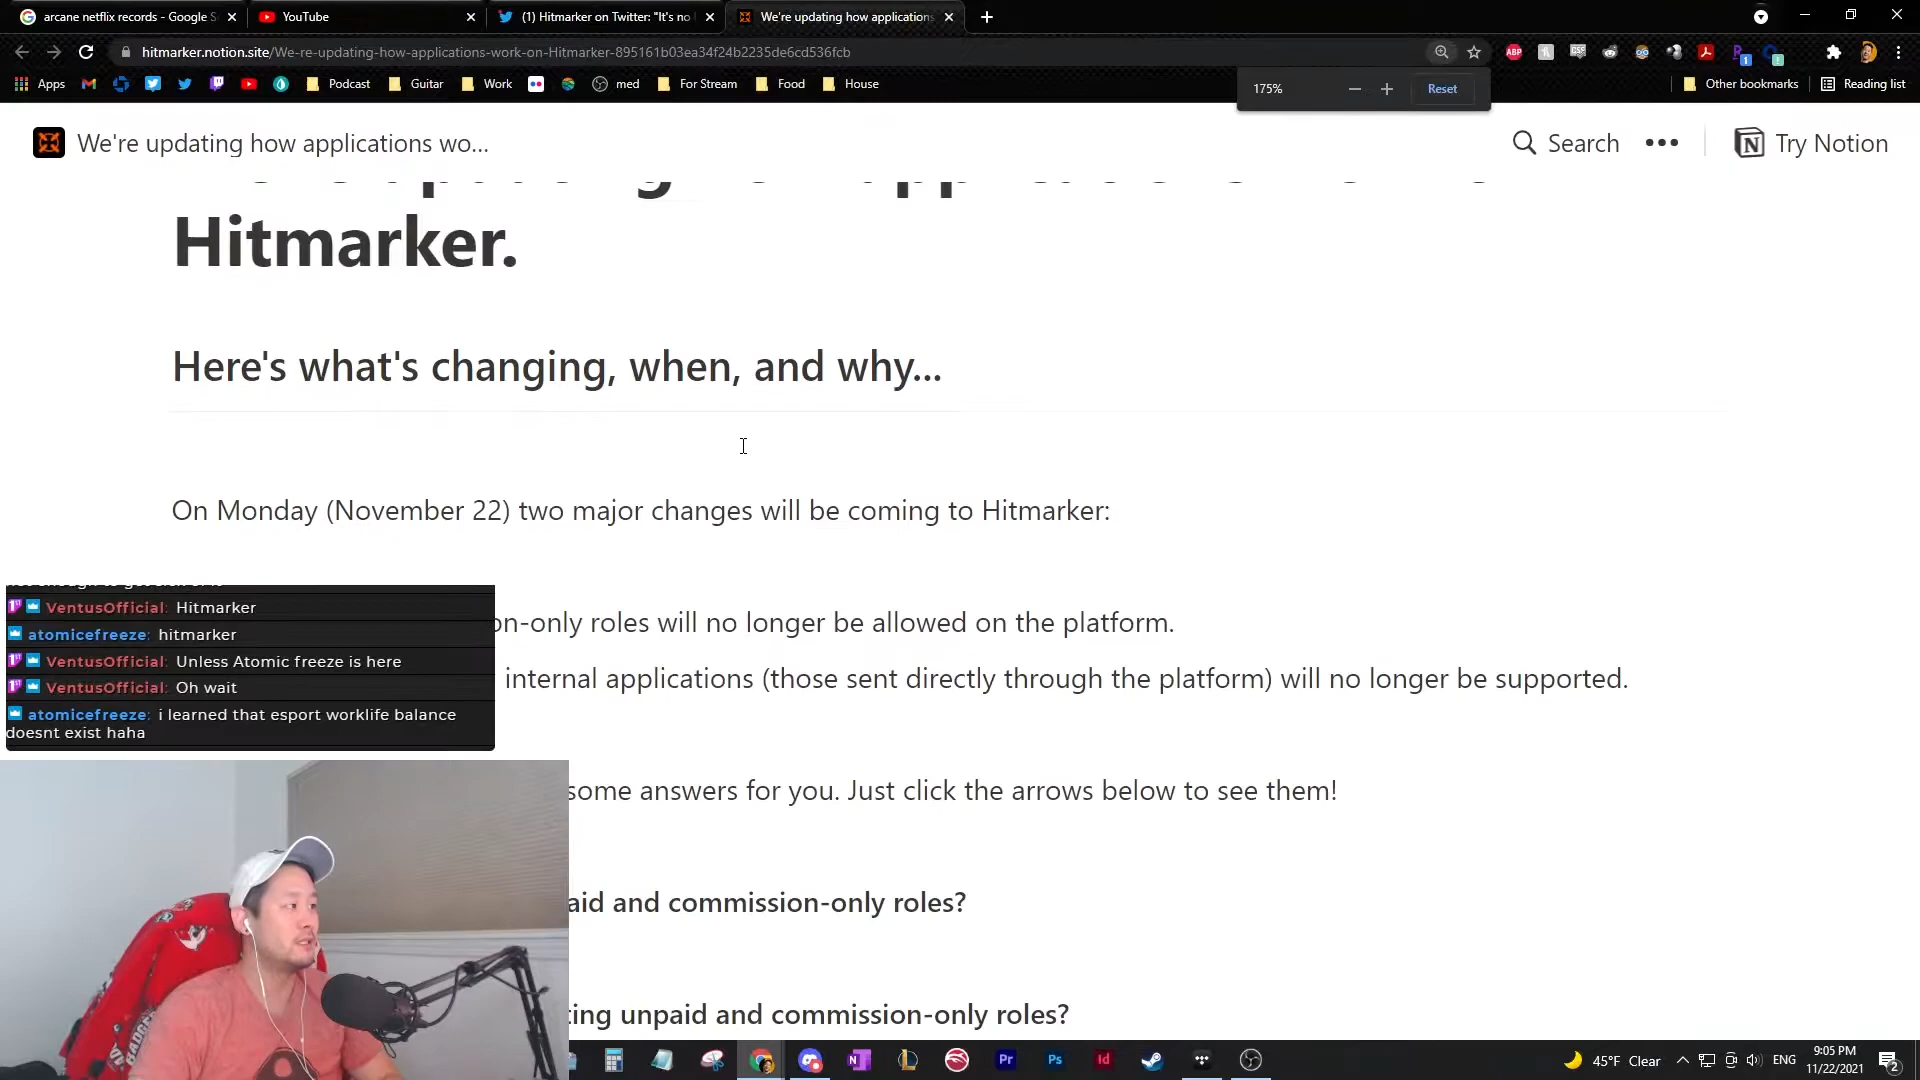 arcane netflix records - Google S
YouTube
(1) Hitmarker on Twitter: "It's no
We're updating how applications
hitmarker.notion.site/We-re-updating-how-applications-work-on-Hitmarker-895161b03ea34f24b2235de6cd536fcb
Apps
Podcast
Guitar
Work
med
For Stream
Food
House
Other bookmarks
Reading list
175%
Reset
We're updating how applications wo...
Search
Try Notion
Hitmarker.
Here's what's changing, when, and why...
On Monday (November 22) two major changes will be coming to Hitmarker:
on-only roles will no longer be allowed on the platform.
internal applications (those sent directly through the platform) will no longer be supported.
some answers for you. Just click the arrows below to see them!
aid and commission-only roles?
ting unpaid and commission-only roles?
VentusOfficial: Hitmarker
atomicefreeze: hitmarker
VentusOfficial: Unless Atomic freeze is here
VentusOfficial: Oh wait
atomicefreeze: i learned that esport worklife balance
doesnt exist haha
45°F Clear
ENG
9:05 PM
11/22/2021